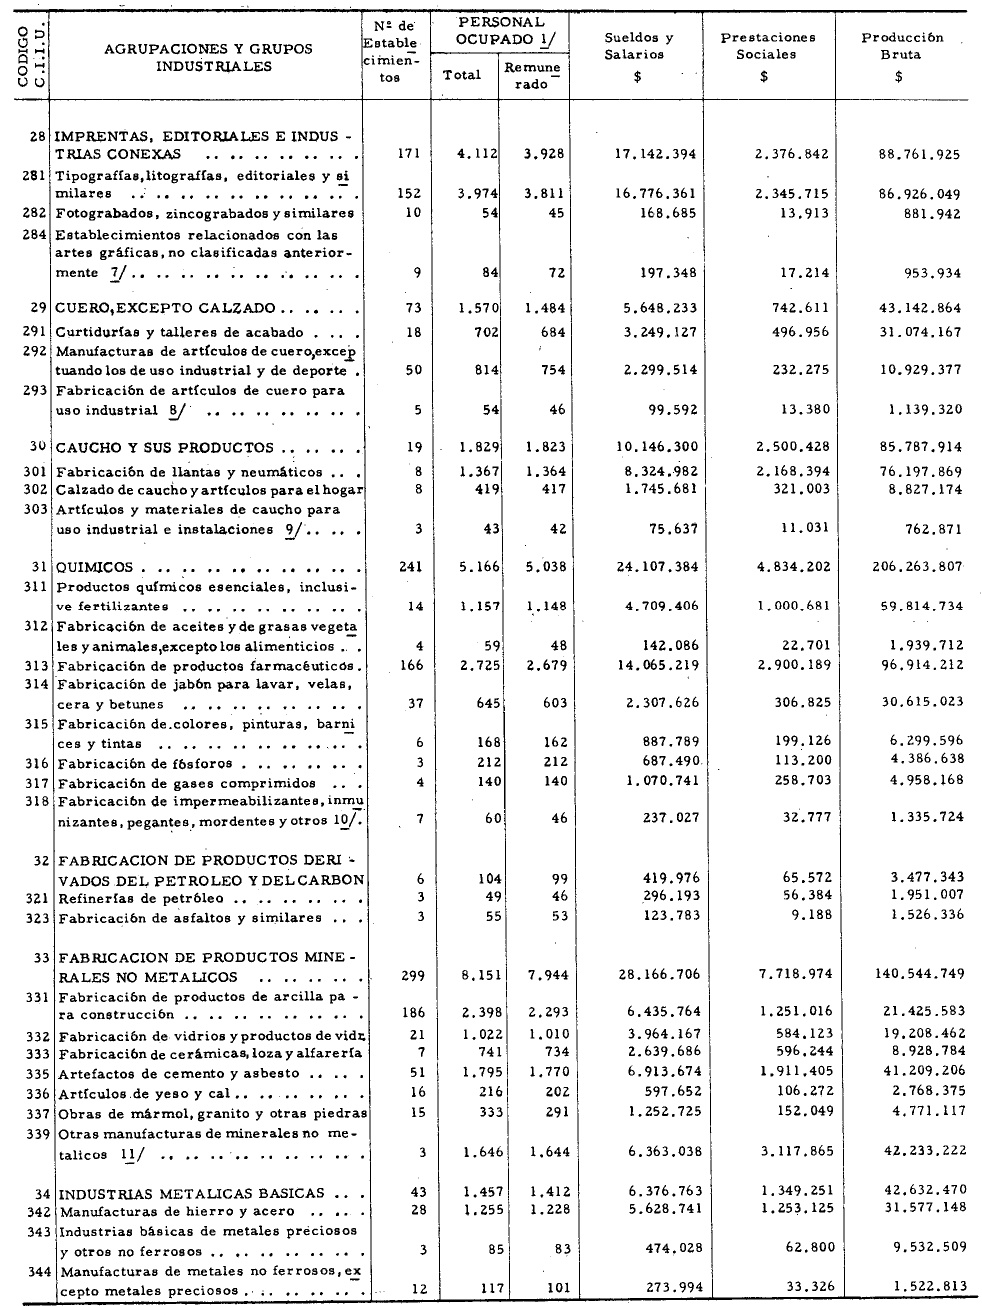 CODIGO C.I.I.U. | AGRUPACIONES Y GRUPOS INDUSTRIALES | Nº de Establecimientos | PERSONAL OCUPADO 1/ Total | Remunerado | Sueldos y Salarios $ | Prestaciones Sociales $ | Producción Bruta $
28 IMPRENTAS, EDITORIALES E INDUS -
TRIAS CONEXAS .. .. .. .. .. . 171 4.112 3.928 17.142.394 2.376.842 88.761.925
281 Tipografías, litografías, editoriales y si
milares .. .. .. .. .. .. .. .. . 152 3.974 3.811 16.776.361 2.345.715 86.926.049
282 Fotograbados, zincograbados y similares 10 54 45 168.685 13.913 881.942
284 Establecimientos relacionados con las
artes gráficas, no clasificadas anterior-
mente 7/.. .. .. .. .. .. .. .. . 9 84 72 197.348 17.214 953.934
29 CUERO, EXCEPTO CALZADO .. .. .. . 73 1.570 1.484 5.648.233 742.611 43.142.864
291 Curtidurías y talleres de acabado . .. . 18 702 684 3.249.127 496.956 31.074.167
292 Manufacturas de artículos de cuero, excep
tuando los de uso industrial y de deporte . 50 814 754 2.299.514 232.275 10.929.377
293 Fabricación de artículos de cuero para
uso industrial 8/ .. .. .. .. .. . 5 54 46 99.592 13.380 1.139.320
30 CAUCHO Y SUS PRODUCTOS .. .. .. . 19 1.829 1.823 10.146.300 2.500.428 85.787.914
301 Fabricación de llantas y neumáticos .. . 8 1.367 1.364 8.324.982 2.168.394 76.197.869
302 Calzado de caucho y artículos para el hogar 8 419 417 1.745.681 321.003 8.827.174
303 Artículos y materiales de caucho para
uso industrial e instalaciones 9/.. .. . 3 43 42 75.637 11.031 762.871
31 QUIMICOS . .. .. .. .. .. .. .. . 241 5.166 5.038 24.107.384 4.834.202 206.263.807
311 Productos químicos esenciales, inclusi-
ve fertilizantes .. .. .. .. .. .. . 14 1.157 1.148 4.709.406 1.000.681 59.814.734
312 Fabricación de aceites y de grasas vegeta
les y animales, excepto los alimenticios .. . 4 59 48 142.086 22.701 1.939.712
313 Fabricación de productos farmacéuticos . 166 2.725 2.679 14.065.219 2.900.189 96.914.212
314 Fabricación de jabón para lavar, velas,
cera y betunes .. .. .. .. .. .. . 37 645 603 2.307.626 306.825 30.615.023
315 Fabricación de colores, pinturas, barni
ces y tintas .. .. .. .. .. .. .. . 6 168 162 887.789 199.126 6.299.596
316 Fabricación de fósforos . .. .. .. .. . 3 212 212 687.490 113.200 4.386.638
317 Fabricación de gases comprimidos .. . 4 140 140 1.070.741 258.703 4.958.168
318 Fabricación de impermeabilizantes, inmu
nizantes, pegantes, mordentes y otros 10/. 7 60 46 237.027 32.777 1.335.724
32 FABRICACION DE PRODUCTOS DERI -
VADOS DEL PETROLEO Y DEL CARBON 6 104 99 419.976 65.572 3.477.343
321 Refinerías de petróleo .. .. .. .. .. . 3 49 46 296.193 56.384 1.951.007
323 Fabricación de asfaltos y similares .. . 3 55 53 123.783 9.188 1.526.336
33 FABRICACION DE PRODUCTOS MINE -
RALES NO METALICOS .. .. .. . 299 8.151 7.944 28.166.706 7.718.974 140.544.749
331 Fabricación de productos de arcilla pa -
ra construcción .. .. .. .. .. .. . 186 2.398 2.293 6.435.764 1.251.016 21.425.583
332 Fabricación de vidrios y productos de vidr 21 1.022 1.010 3.964.167 584.123 19.208.462
333 Fabricación de cerámicas, loza y alfarería 7 741 734 2.639.686 596.244 8.928.784
335 Artefactos de cemento y asbesto .. .. . 51 1.795 1.770 6.913.674 1.911.405 41.209.206
336 Artículos de yeso y cal .. .. .. .. .. . 16 216 202 597.652 106.272 2.768.375
337 Obras de mármol, granito y otras piedras 15 333 291 1.252.725 152.049 4.771.117
339 Otras manufacturas de minerales no me-
talicos 11/ .. .. .. .. .. .. .. . 3 1.646 1.644 6.363.038 3.117.865 42.233.222
34 INDUSTRIAS METALICAS BASICAS .. . 43 1.457 1.412 6.376.763 1.349.251 42.632.470
342 Manufacturas de hierro y acero .. .. . 28 1.255 1.228 5.628.741 1.253.125 31.577.148
343 Industrias básicas de metales preciosos
y otros no ferrosos .. .. .. .. .. . 3 85 83 474.028 62.800 9.532.509
344 Manufacturas de metales no ferrosos, ex
cepto metales preciosos . .. .. .. .. . 12 117 101 273.994 33.326 1.522.813